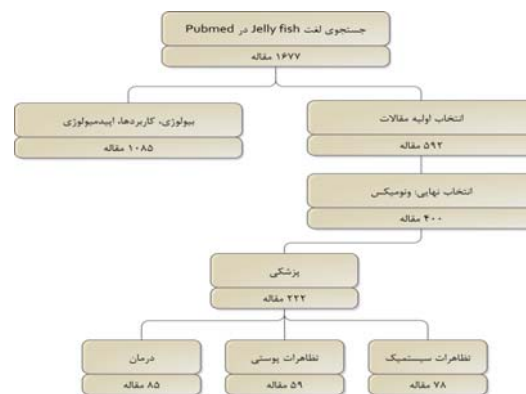 جستجوی لغت Jelly fish در Pubmed
۱۶۷۷ مقاله
انتخاب اولیه مقالات
۵۹۲ مقاله
بیولوژی، کاربردها، اپیدمیولوژی
۱۰۸۵ مقاله
انتخاب نهایی: ونومیکس
۴۰۰ مقاله
پزشکی
۲۲۲ مقاله
تظاهرات سیستمیک
۷۸ مقاله
تظاهرات پوستی
۵۹ مقاله
درمان
۸۵ مقاله